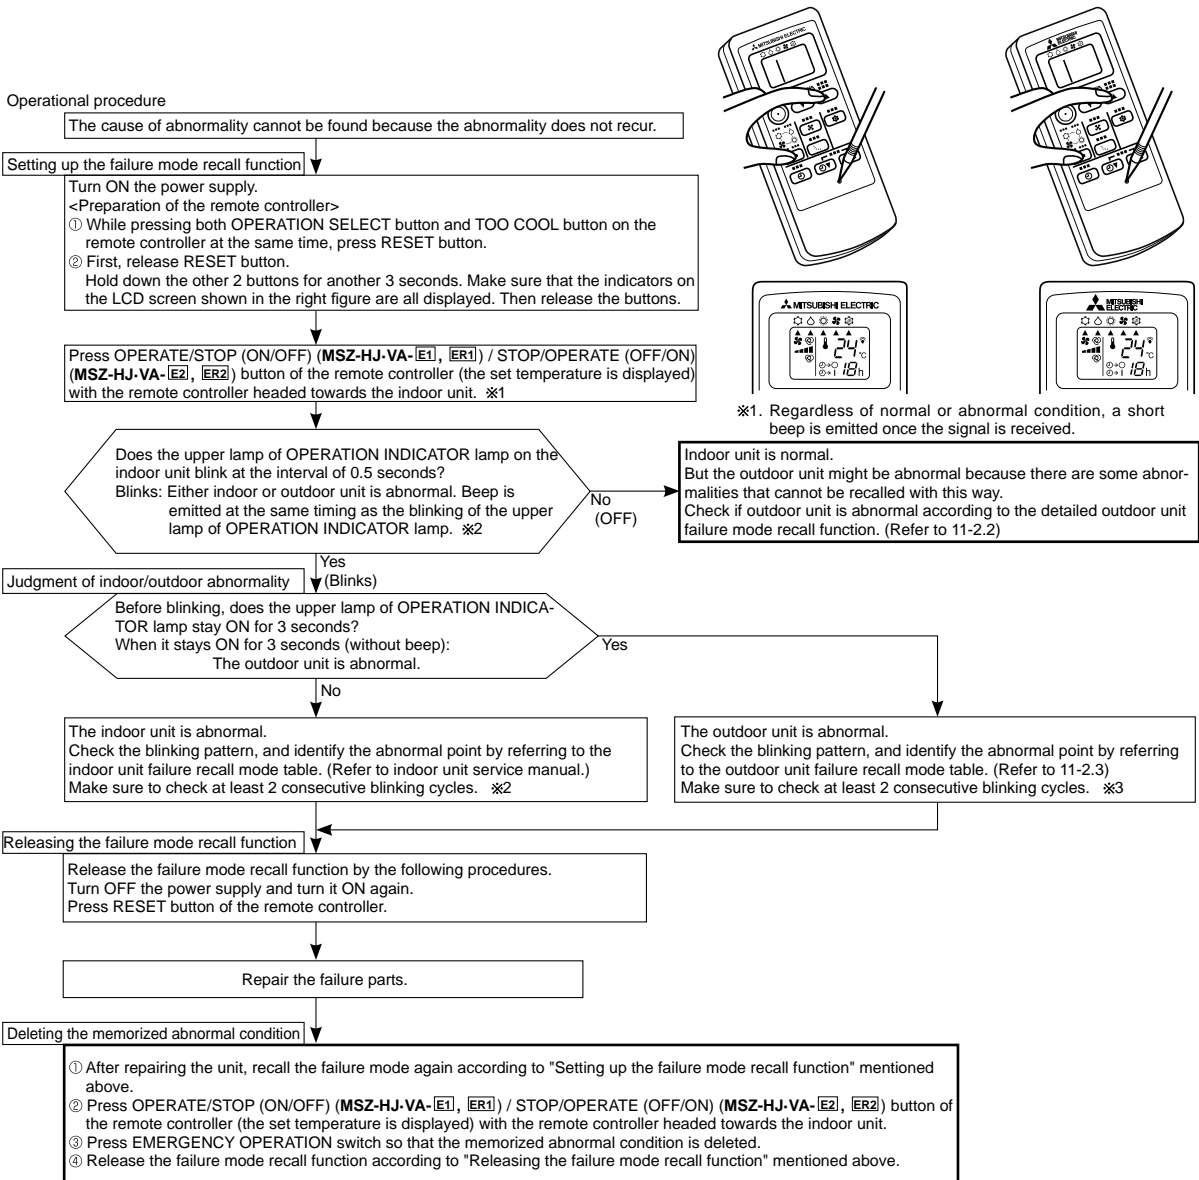 MITSUBISHI ELECTRIC
MITSUBISHI
ELECTRIC
Operational procedure
The cause of abnormality cannot be found because the abnormality does not recur.
Setting up the failure mode recall function
Turn ON the power supply.
<Preparation of the remote controller>
① While pressing both OPERATION SELECT button and TOO COOL button on the
remote controller at the same time, press RESET button.
② First, release RESET button.
Hold down the other 2 buttons for another 3 seconds. Make sure that the indicators on
the LCD screen shown in the right figure are all displayed. Then release the buttons.
MITSUBISHI ELECTRIC
24°C
18h
MITSUBISHI
ELECTRIC
24°C
18h
Press OPERATE/STOP (ON/OFF) (MSZ-HJ·VA- E1, ER1) / STOP/OPERATE (OFF/ON)
(MSZ-HJ·VA- E2, ER2) button of the remote controller (the set temperature is displayed)
with the remote controller headed towards the indoor unit. ※1
※1. Regardless of normal or abnormal condition, a short
beep is emitted once the signal is received.
Does the upper lamp of OPERATION INDICATOR lamp on the
indoor unit blink at the interval of 0.5 seconds?
Blinks: Either indoor or outdoor unit is abnormal. Beep is
emitted at the same timing as the blinking of the upper
lamp of OPERATION INDICATOR lamp. ※2
No
(OFF)
Indoor unit is normal.
But the outdoor unit might be abnormal because there are some abnor-
malities that cannot be recalled with this way.
Check if outdoor unit is abnormal according to the detailed outdoor unit
failure mode recall function. (Refer to 11-2.2)
Yes
(Blinks)
Judgment of indoor/outdoor abnormality
Before blinking, does the upper lamp of OPERATION INDICA-
TOR lamp stay ON for 3 seconds?
When it stays ON for 3 seconds (without beep):
The outdoor unit is abnormal.
Yes
No
The indoor unit is abnormal.
Check the blinking pattern, and identify the abnormal point by referring to the
indoor unit failure recall mode table. (Refer to indoor unit service manual.)
Make sure to check at least 2 consecutive blinking cycles. ※2
The outdoor unit is abnormal.
Check the blinking pattern, and identify the abnormal point by referring
to the outdoor unit failure recall mode table. (Refer to 11-2.3)
Make sure to check at least 2 consecutive blinking cycles. ※3
Releasing the failure mode recall function
Release the failure mode recall function by the following procedures.
Turn OFF the power supply and turn it ON again.
Press RESET button of the remote controller.
Repair the failure parts.
Deleting the memorized abnormal condition
① After repairing the unit, recall the failure mode again according to "Setting up the failure mode recall function" mentioned
above.
② Press OPERATE/STOP (ON/OFF) (MSZ-HJ·VA- E1, ER1) / STOP/OPERATE (OFF/ON) (MSZ-HJ·VA- E2, ER2) button of
the remote controller (the set temperature is displayed) with the remote controller headed towards the indoor unit.
③ Press EMERGENCY OPERATION switch so that the memorized abnormal condition is deleted.
④ Release the failure mode recall function according to "Releasing the failure mode recall function" mentioned above.